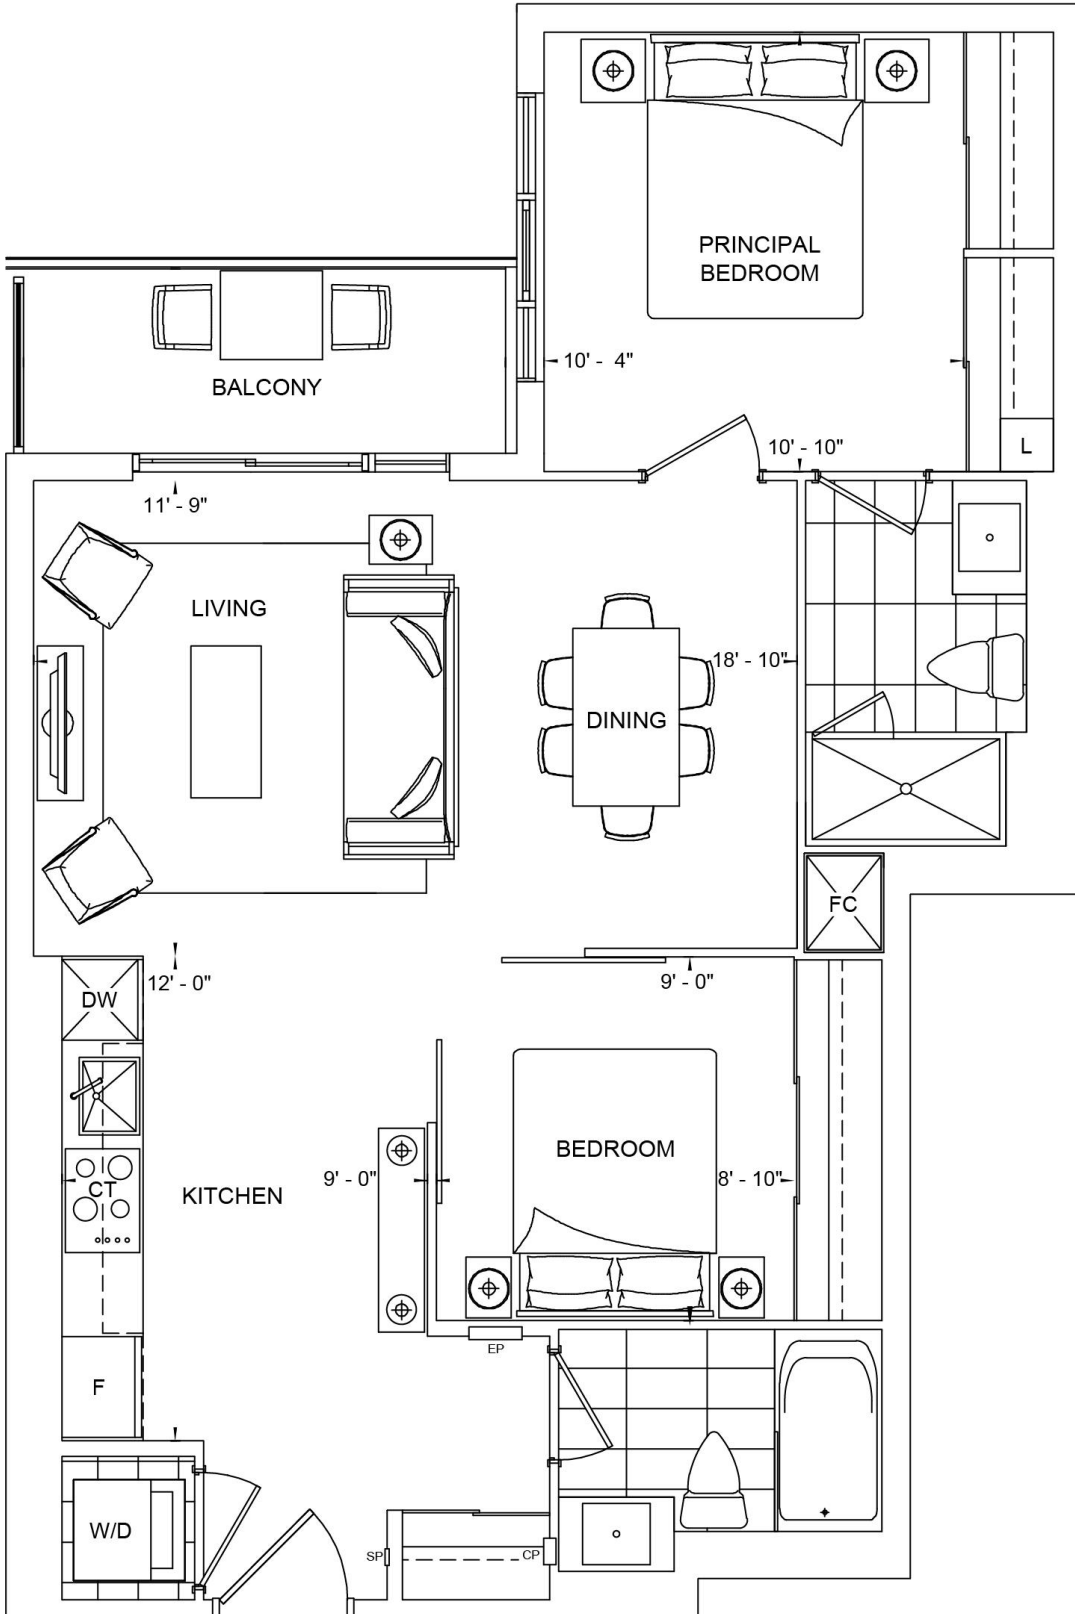 PRINCIPAL
BEDROOM
10' - 4"
BALCONY
10' - 10"
L
11' - 9"
LIVING
18' - 10"
DINING
FC
12' - 0"
9' - 0"
DW
BEDROOM
9' - 0"
8' - 10"
CT
KITCHEN
EP
F
W/D
SP
CP